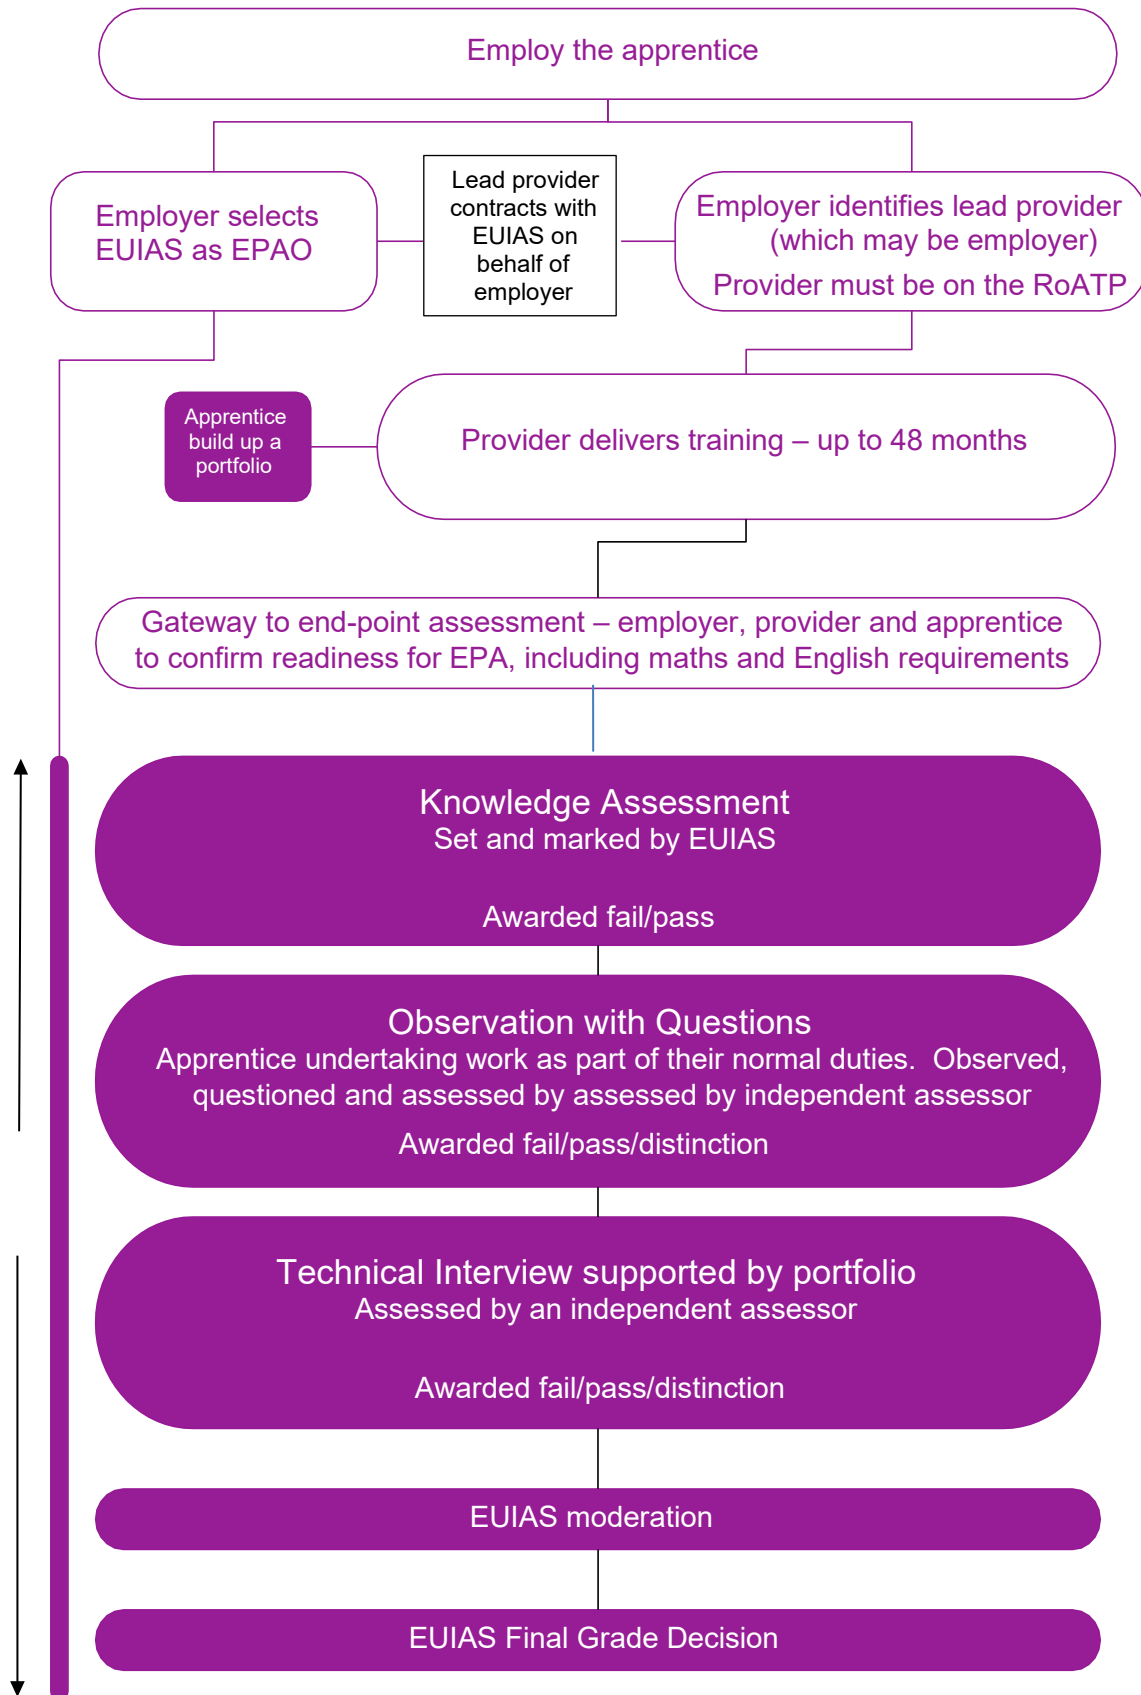 Employ the apprentice
Employer selects
EUIAS as EPAO
Lead provider
contracts with
EUIAS on
behalf of
employer
Employer identifies lead provider
(which may be employer)
Provider must be on the RoATP
Apprentice
build up a
portfolio
Provider delivers training – up to 48 months
Gateway to end-point assessment – employer, provider and apprentice
to confirm readiness for EPA, including maths and English requirements
Knowledge Assessment
Set and marked by EUIAS
Awarded fail/pass
Observation with Questions
Apprentice undertaking work as part of their normal duties.  Observed,
questioned and assessed by assessed by independent assessor
Awarded fail/pass/distinction
Technical Interview supported by portfolio
Assessed by an independent assessor
Awarded fail/pass/distinction
EUIAS moderation
EUIAS Final Grade Decision